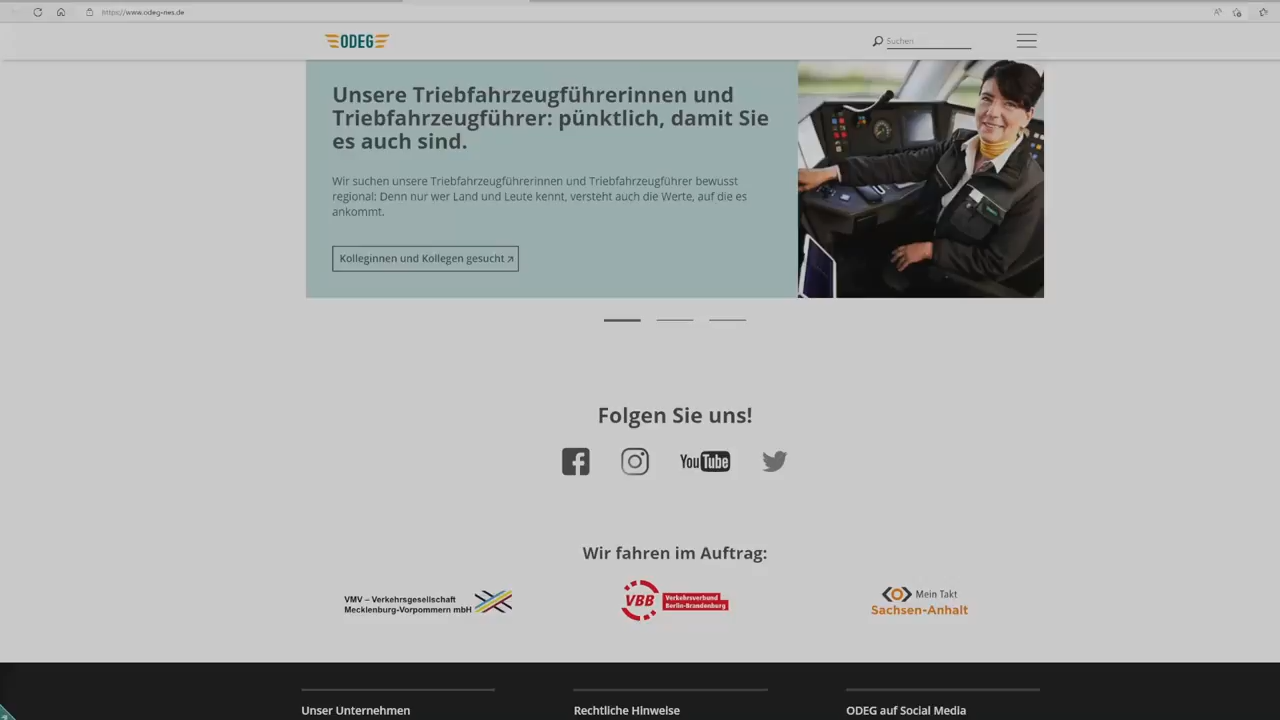 https://www.odeg-nes.de
ODEG
Suchen
Unsere Triebfahrzeugführerinnen und
Triebfahrzeugführer: pünktlich, damit Sie
es auch sind.
Wir suchen unsere Triebfahrzeugführerinnen und Triebfahrzeugführer bewusst
regional: Denn nur wer Land und Leute kennt, versteht auch die Werte, auf die es
ankommt.
Kolleginnen und Kollegen gesucht
Folgen Sie uns!
YouTube
Wir fahren im Auftrag:
VMV – Verkehrsgesellschaft
Mecklenburg-Vorpommern mbH
VBB
Verkehrsverbund
Berlin-Brandenburg
Mein Takt
Sachsen-Anhalt
Unser Unternehmen
Rechtliche Hinweise
ODEG auf Social Media